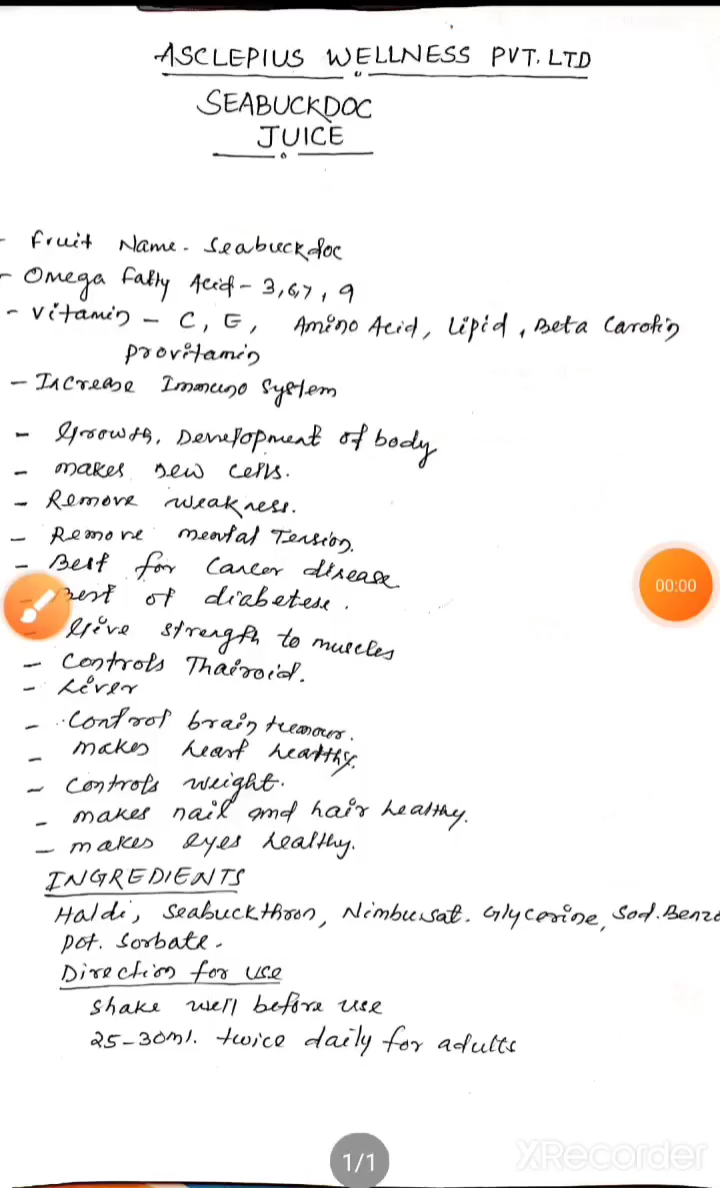 ASCLEPIUS WELLNESS PVT. LTD
SEABUCKDOC
JUICE
- Fruit Name - Seabuckdoc
- Omega Fatty Acid - 3, 6, 7, 9
- Vitamin - C, E, Amino Acid, Lipid, Beta Carotin
provitamin
- Increase Immuno System
- Growth, Development of body
- makes new cells.
- Remove weakness.
- Remove mental Tension.
- Best for cancer disease
00:00
- Best of diabetese.
- Give strength to muscles
- Controls Thairoid.
- Liver
- Control brain tumour.
- makes heart healthy.
- Controls weight.
- makes nail and hair healthy.
- makes eyes healthy.
INGREDIENTS
Haldi, Seabuckthron, Nimbusat. Glycerine, Sod. Benzo
Pot. Sorbate.
Direction for use
Shake well before use
25-30ml. twice daily for adults
1/1
XRecorder